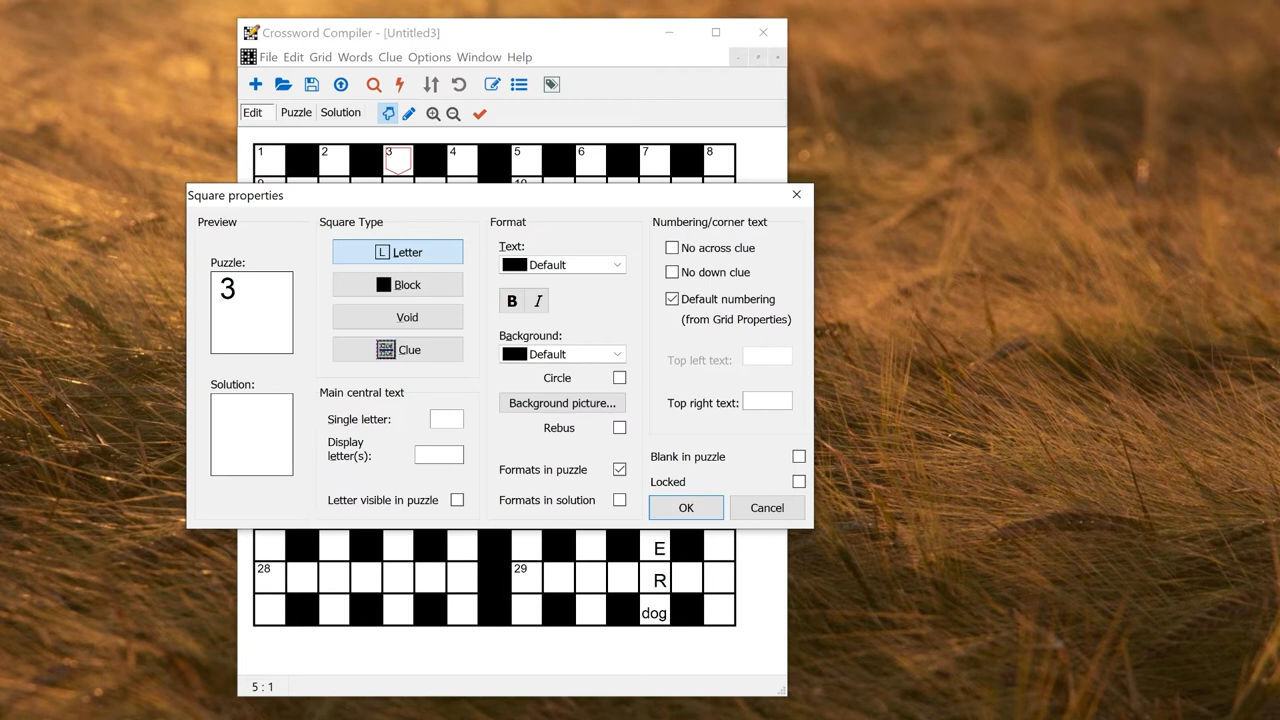 Crossword Compiler - [Untitled3]
File Edit Grid Words Clue Options Window Help
Edit Puzzle Solution
1 2 3 4 5 6 7 8
Square properties
Preview
Puzzle:
3
Solution:
Square Type
L Letter
Block
Void
Clue
Main central text
Single letter:
Display
letter(s):
Letter visible in puzzle
Format
Text:
Default
B I
Background:
Default
Circle
Background picture...
Rebus
Formats in puzzle
Formats in solution
Numbering/corner text
No across clue
No down clue
Default numbering
(from Grid Properties)
Top left text:
Top right text:
Blank in puzzle
Locked
OK Cancel
E
28 29 R
dog
5 : 1